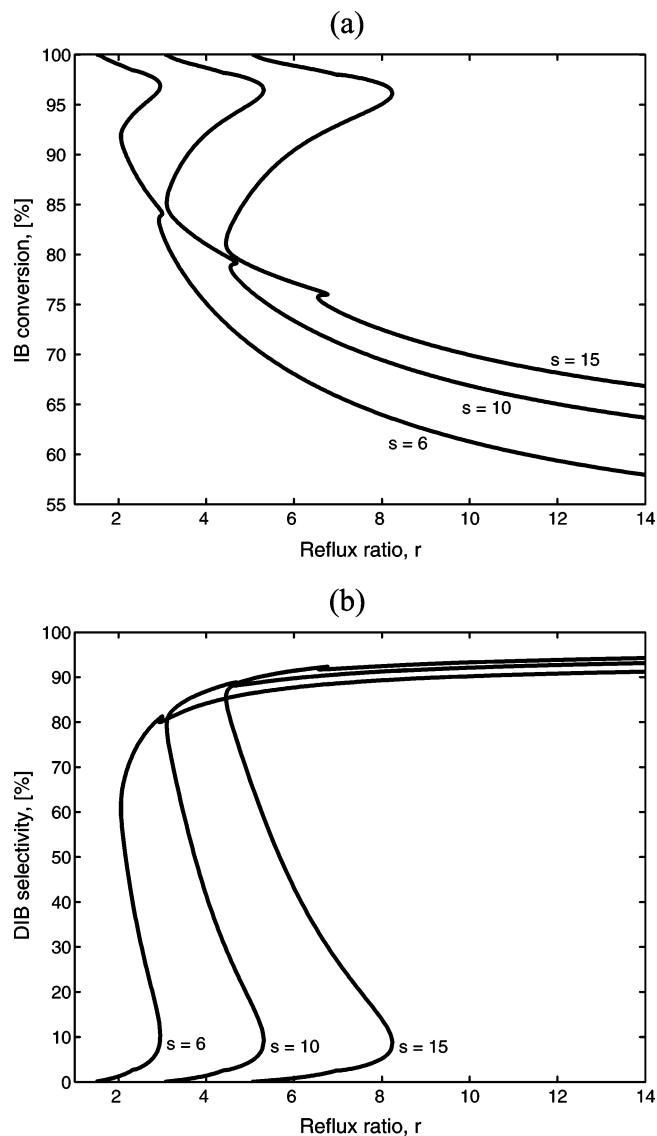 (a)
100
95
90
85
80
75
70
65
60
55
IB conversion, [%]
s = 15
s = 10
s = 6
2 4 6 8 10 12 14
Reflux ratio, r
(b)
100
90
80
70
60
50
40
30
20
10
0
DIB selectivity, [%]
s = 6 s = 10 s = 15
2 4 6 8 10 12 14
Reflux ratio, r